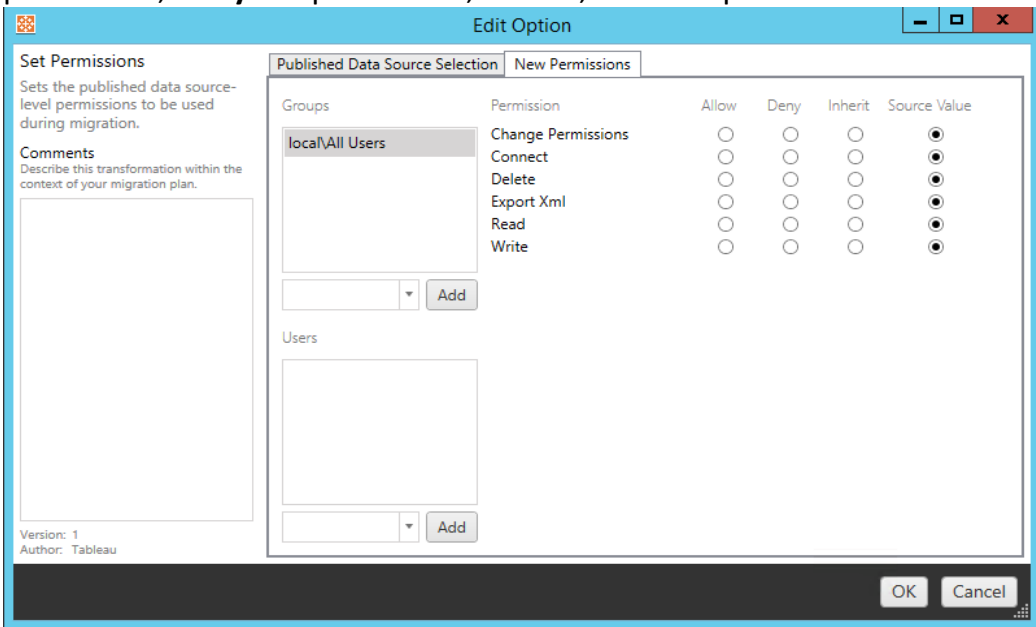 Edit Option
Set Permissions
Sets the published data source-
level permissions to be used
during migration.
Comments
Describe this transformation within the
context of your migration plan.
Version: 1
Author: Tableau
Published Data Source Selection New Permissions
Groups Permission Allow Deny Inherit Source Value
local\All Users
Change Permissions
Connect
Delete
Export Xml
Read
Write
Add
Users
Add
OK Cancel